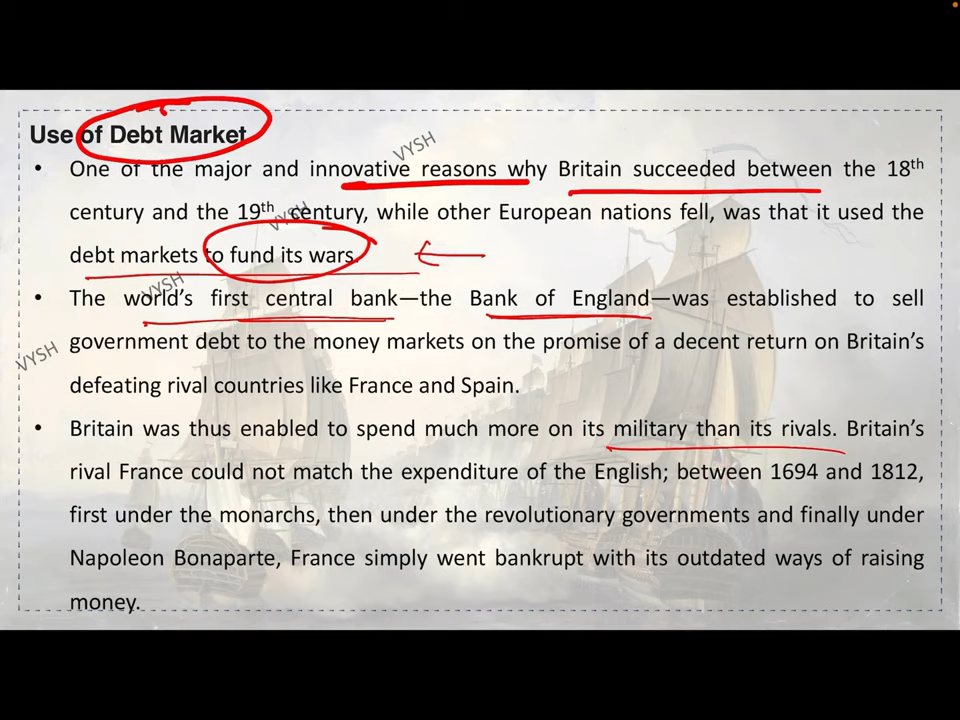 Use of Debt Market
• One of the major and innovative reasons why Britain succeeded between the 18th
century and the 19th century, while other European nations fell, was that it used the
debt markets to fund its wars.
• The world's first central bank—the Bank of England—was established to sell
government debt to the money markets on the promise of a decent return on Britain's
defeating rival countries like France and Spain.
• Britain was thus enabled to spend much more on its military than its rivals. Britain's
rival France could not match the expenditure of the English; between 1694 and 1812,
first under the monarchs, then under the revolutionary governments and finally under
Napoleon Bonaparte, France simply went bankrupt with its outdated ways of raising
money.
VYSH
VYSH
VYSH
VYSH